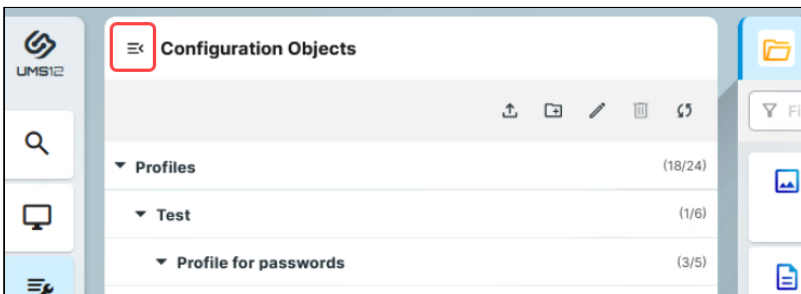 UMS12
Configuration Objects
Profiles (18/24)
Test (1/6)
Profile for passwords (3/5)